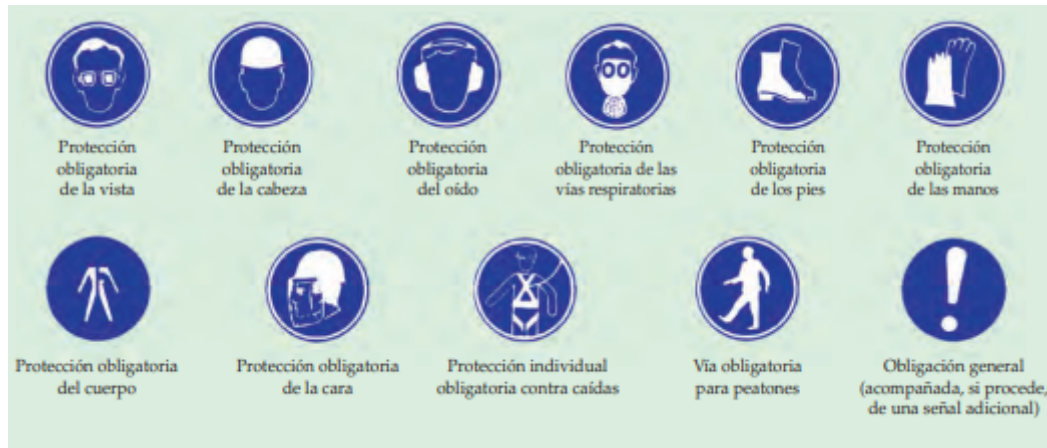 Protección
obligatoria
de la vista
Protección
obligatoria
de la cabeza
Protección
obligatoria
del oído
Protección
obligatoria de las
vías respiratorias
Protección
obligatoria
de los pies
Protección
obligatoria
de las manos
Protección obligatoria
del cuerpo
Protección obligatoria
de la cara
Protección individual
obligatoria contra caídas
Vía obligatoria
para peatones
Obligación general
(acompañada, si procede,
de una señal adicional)